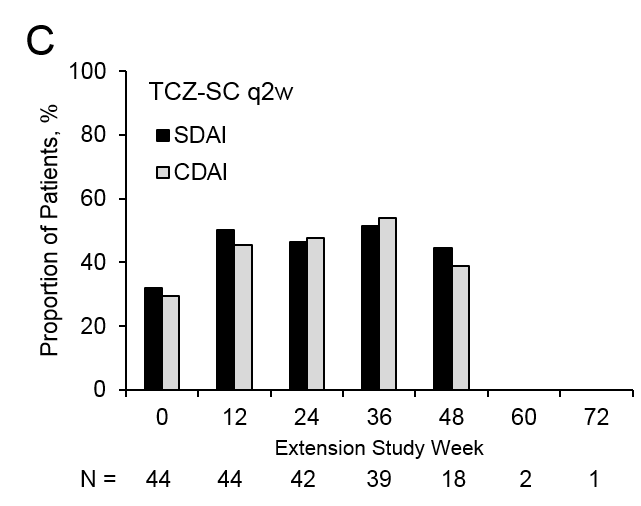 C
TCZ-SC q2w
SDAI
CDAI
Proportion of Patients, %
100
80
60
40
20
0
0 12 24 36 48 60 72
Extension Study Week
N = 44 44 42 39 18 2 1